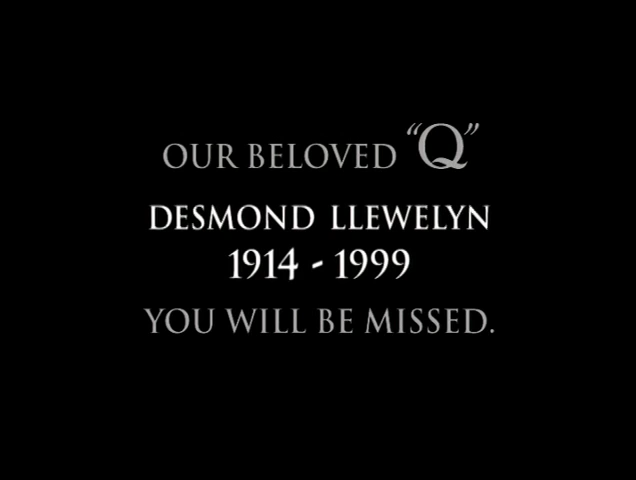 OUR BELOVED “Q”
DESMOND LLEWELYN
1914 - 1999
YOU WILL BE MISSED.